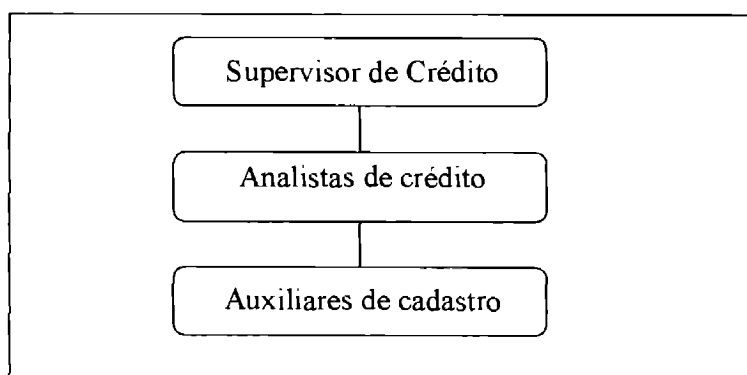 Supervisor de Crédito
Analistas de crédito
Auxiliares de cadastro